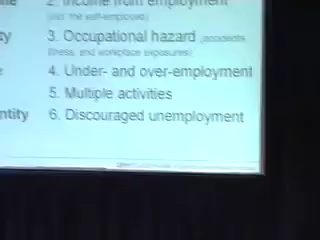 2. Income from employment
(incl. the self-employed)
3. Occupational hazard (accidents,
illness, and workplace exposures)
4. Under- and over-employment
5. Multiple activities
ntity 6. Discouraged unemployment